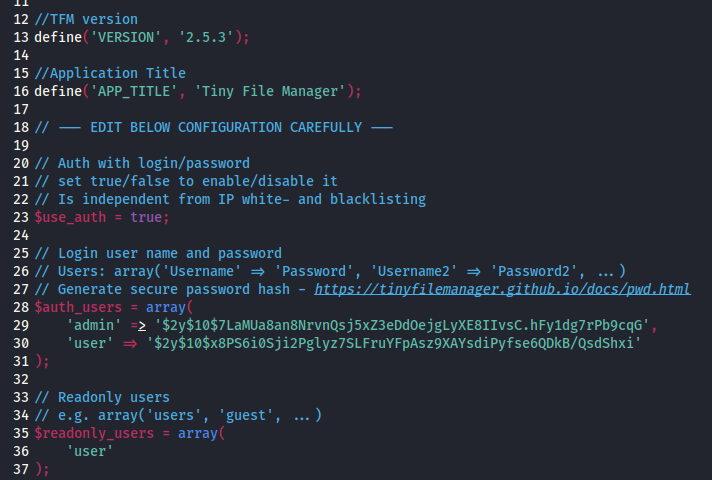 11
12 //TFM version
13 define('VERSION', '2.5.3');
14
15 //Application Title
16 define('APP_TITLE', 'Tiny File Manager');
17
18 // --- EDIT BELOW CONFIGURATION CAREFULLY ---
19
20 // Auth with login/password
21 // set true/false to enable/disable it
22 // Is independent from IP white- and blacklisting
23 $use_auth = true;
24
25 // Login user name and password
26 // Users: array('Username' => 'Password', 'Username2' => 'Password2', ...)
27 // Generate secure password hash - https://tinyfilemanager.github.io/docs/pwd.html
28 $auth_users = array(
29     'admin' => '$2y$10$7LaMUa8an8NrvnQsj5xZ3eDdOejgLyXE8IIvsC.hFy1dg7rPb9cqG',
30     'user' => '$2y$10$x8PS6i0Sji2Pglyz7SLFruYFpAsz9XAYsdiPyfse6QDkB/QsdShxi'
31 );
32
33 // Readonly users
34 // e.g. array('users', 'guest', ...)
35 $readonly_users = array(
36     'user'
37 );